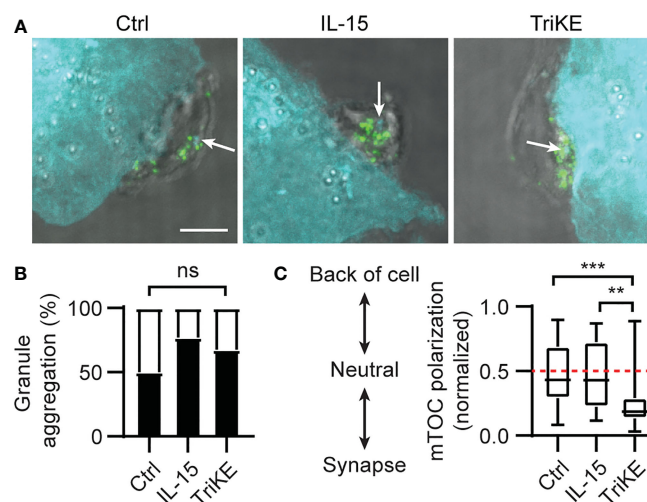 A
Ctrl
IL-15
TriKE
B
ns
Granule
aggregation (%)
100
50
0
Ctrl
IL-15
TriKE
C
Back of cell
Neutral
Synapse
mTOC polarization
(normalized)
***
**
1.0
0.5
0.0
Ctrl
IL-15
TriKE